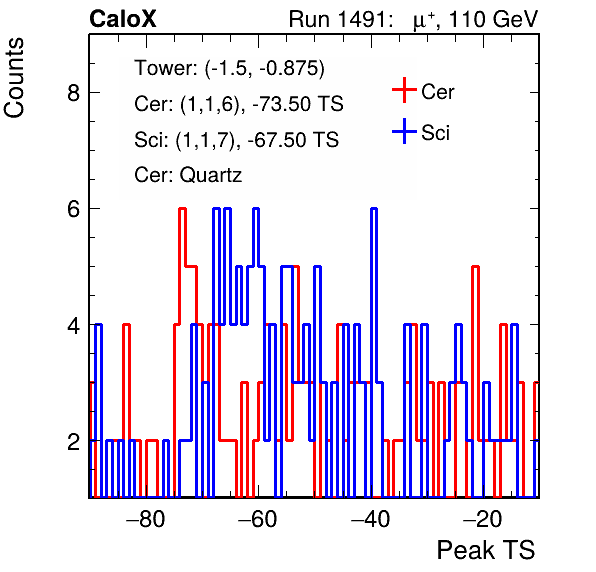 CaloX Run 1491: μ⁺, 110 GeV
Counts
Tower: (-1.5, -0.875)
Cer: (1,1,6), -73.50 TS
Sci: (1,1,7), -67.50 TS
Cer: Quartz
Cer
Sci
8
6
4
2
−80 −60 −40 −20
Peak TS